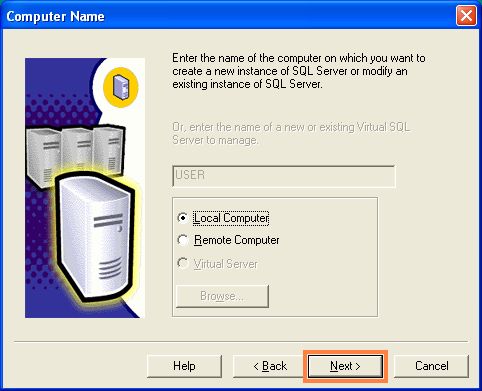 Computer Name
Enter the name of the computer on which you want to
create a new instance of SQL Server or modify an
existing instance of SQL Server.
Or, enter the name of a new or existing Virtual SQL
Server to manage.
USER
Local Computer
Remote Computer
Virtual Server
Browse...
Help
< Back
Next >
Cancel